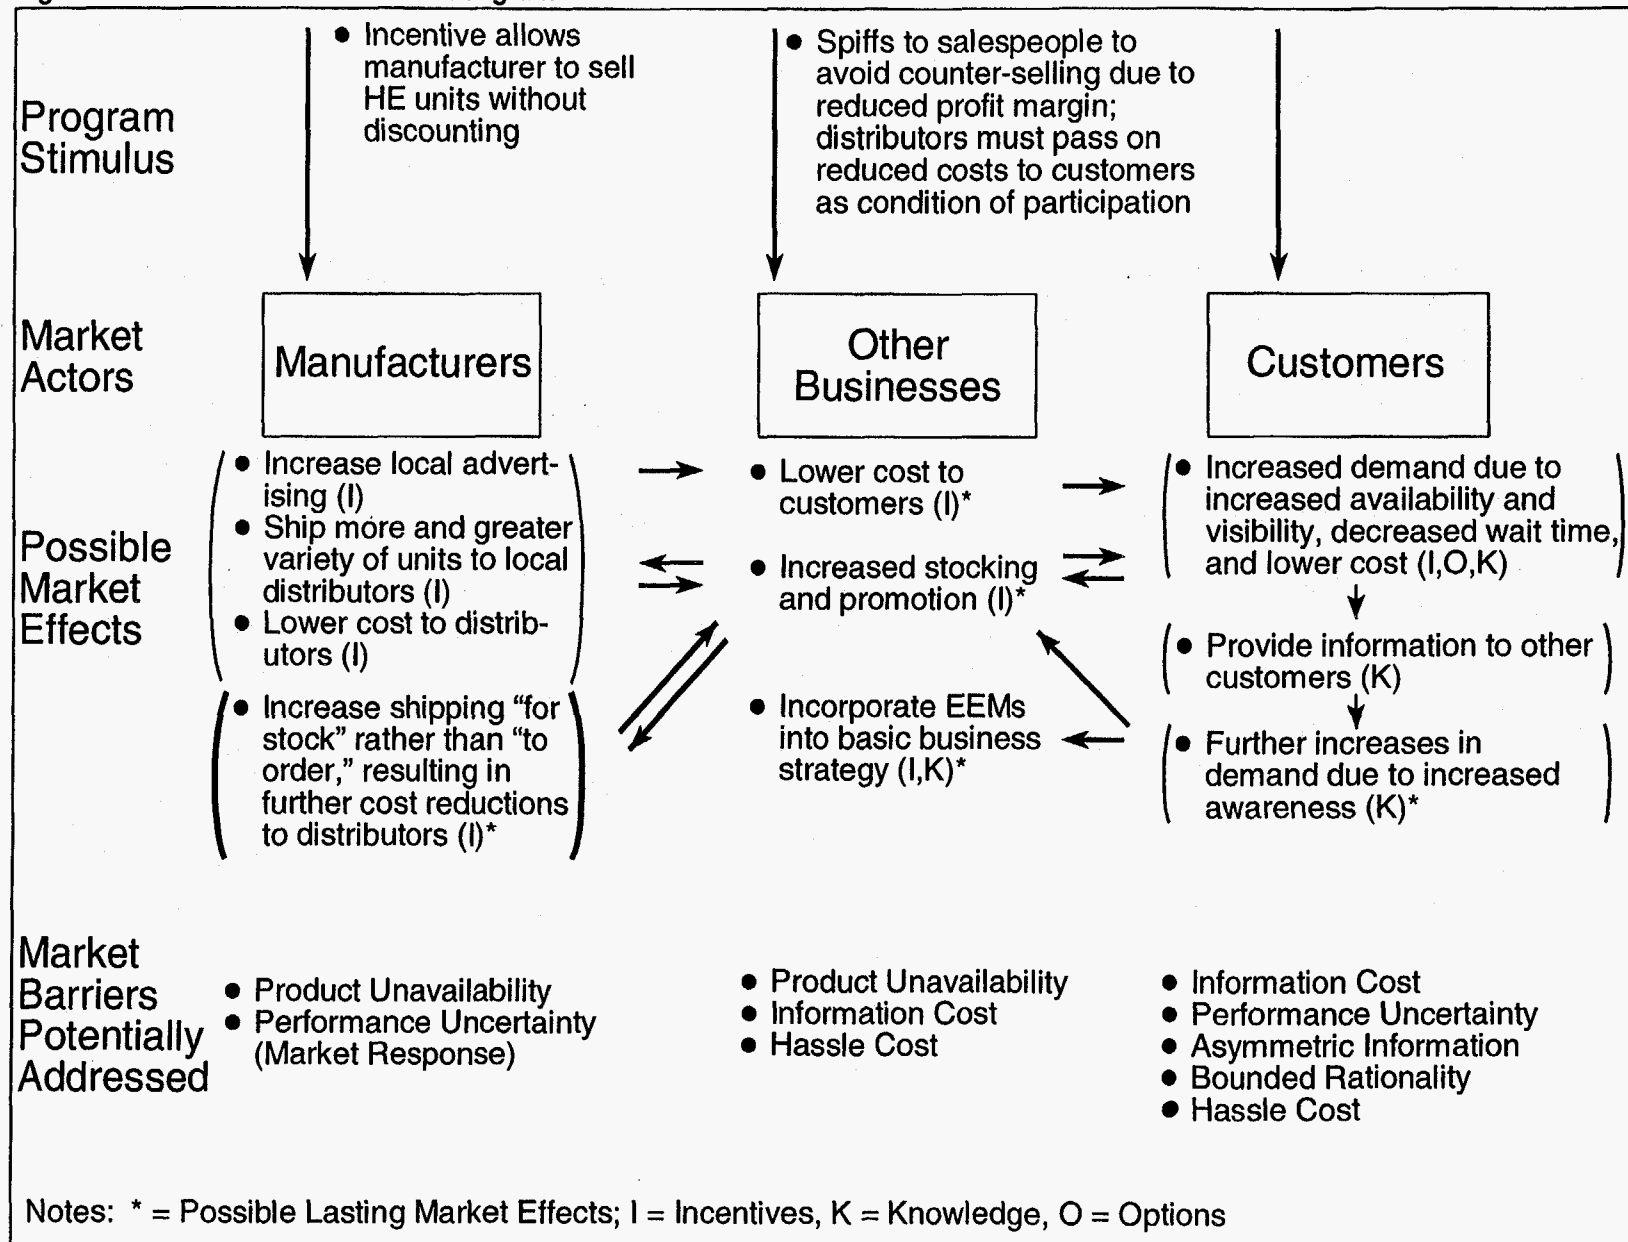 Program
Stimulus
● Incentive allows
manufacturer to sell
HE units without
discounting
● Spiffs to salespeople to
avoid counter-selling due to
reduced profit margin;
distributors must pass on
reduced costs to customers
as condition of participation
Market
Actors
Manufacturers
Other
Businesses
Customers
Possible
Market
Effects
● Increase local advert-
ising (I)
● Ship more and greater
variety of units to local
distributors (I)
● Lower cost to distrib-
utors (I)
● Increase shipping “for
stock” rather than “to
order,” resulting in
further cost reductions
to distributors (I)*
● Lower cost to
customers (I)*
● Increased stocking
and promotion (I)*
● Incorporate EEMs
into basic business
strategy (I,K)*
● Increased demand due to
increased availability and
visibility, decreased wait time,
and lower cost (I,O,K)
● Provide information to other
customers (K)
● Further increases in
demand due to increased
awareness (K)*
Market
Barriers
Potentially
Addressed
● Product Unavailability
● Performance Uncertainty
(Market Response)
● Product Unavailability
● Information Cost
● Hassle Cost
● Information Cost
● Performance Uncertainty
● Asymmetric Information
● Bounded Rationality
● Hassle Cost
Notes: * = Possible Lasting Market Effects; I = Incentives, K = Knowledge, O = Options